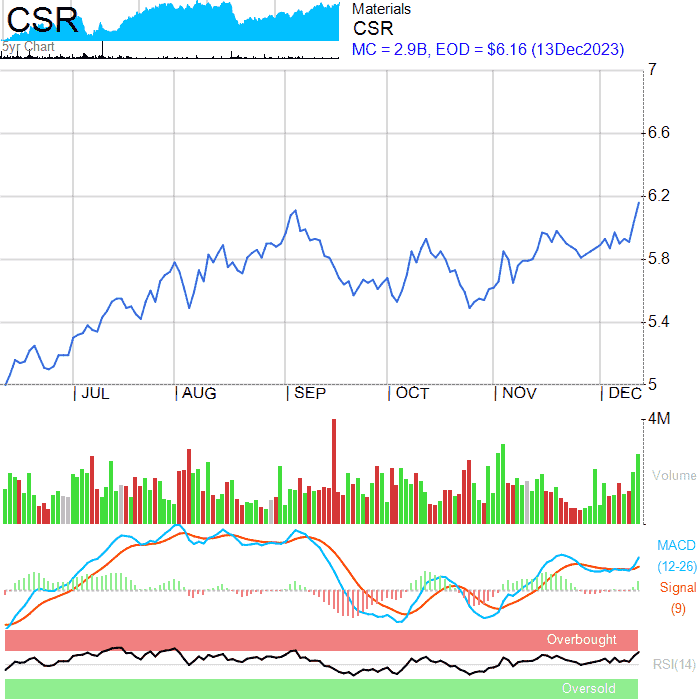 CSR
5yr Chart
Materials
CSR
MC = 2.9B, EOD = $6.16 (13Dec2023)
7
6.6
6.2
5.8
5.4
5
| JUL | AUG | SEP | OCT | NOV | DEC
4M
Volume
MACD
(12-26)
Signal
(9)
Overbought
RSI(14)
Oversold